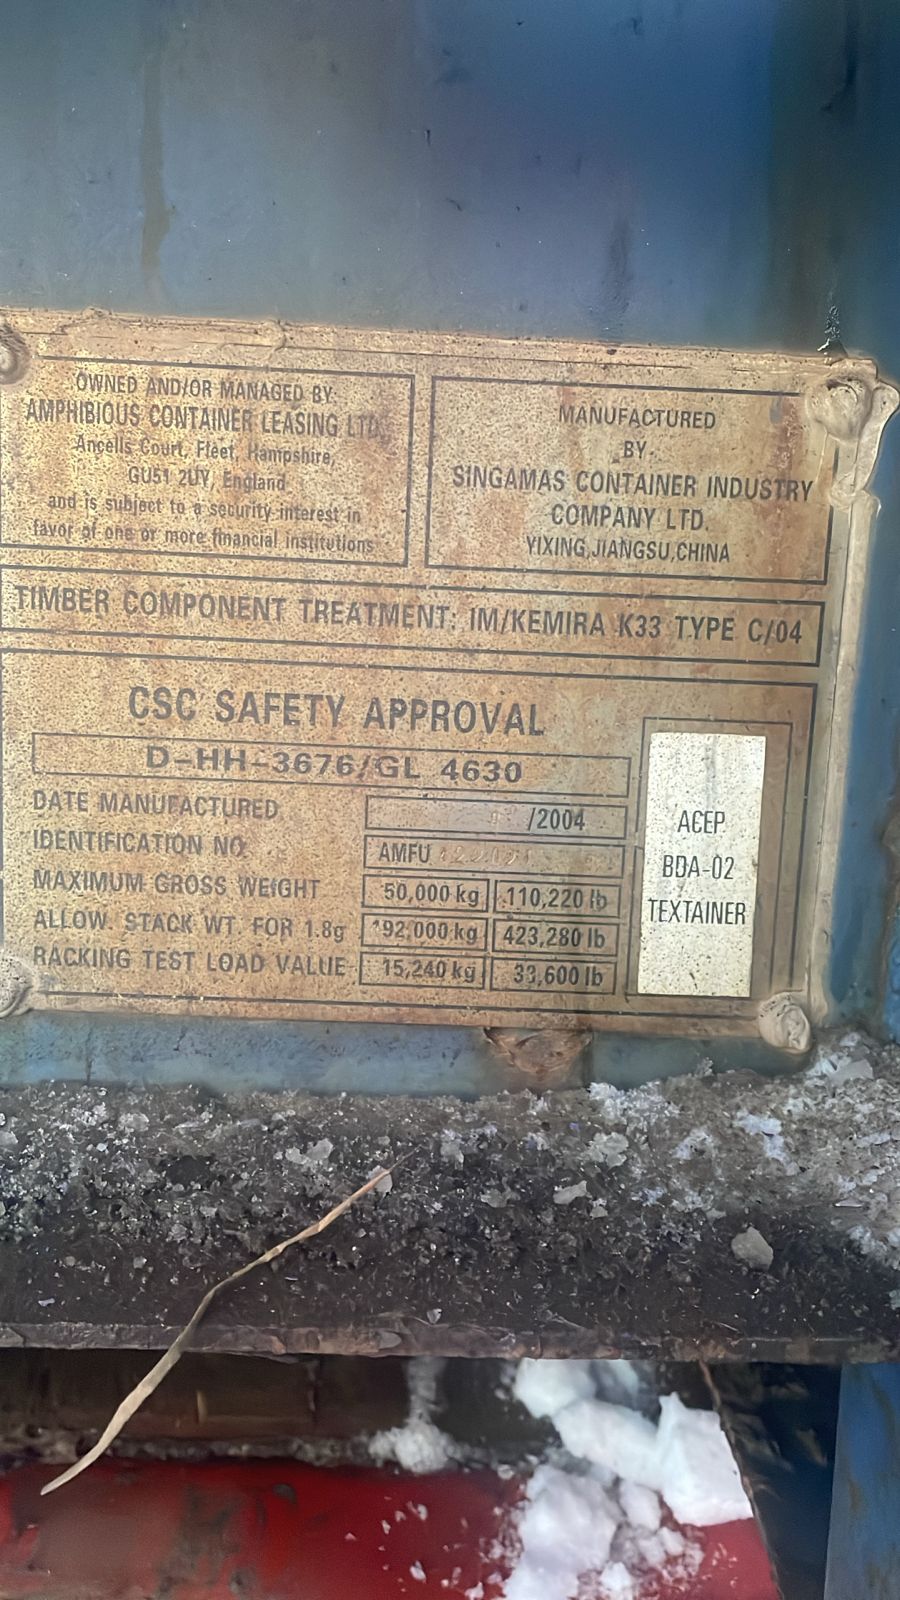 OWNED AND/OR MANAGED BY:
AMPHIBIOUS CONTAINER LEASING LTD.
Ancells Court, Fleet, Hampshire,
GU51 2UY, England
and is subject to a security interest in
favor of one or more financial institutions
MANUFACTURED
BY
SINGAMAS CONTAINER INDUSTRY
COMPANY LTD.
YIXING,JIANGSU,CHINA
TIMBER COMPONENT TREATMENT: IM/KEMIRA K33 TYPE C/04
CSC SAFETY APPROVAL
D-HH-3676/GL 4630
DATE MANUFACTURED /2004
IDENTIFICATION NO. AMFU
MAXIMUM GROSS WEIGHT 50,000 kg 110,220 lb
ALLOW. STACK WT. FOR 1.8g 192,000 kg 423,280 lb
RACKING TEST LOAD VALUE 15,240 kg 33,600 lb
ACEP
BDA-02
TEXTAINER